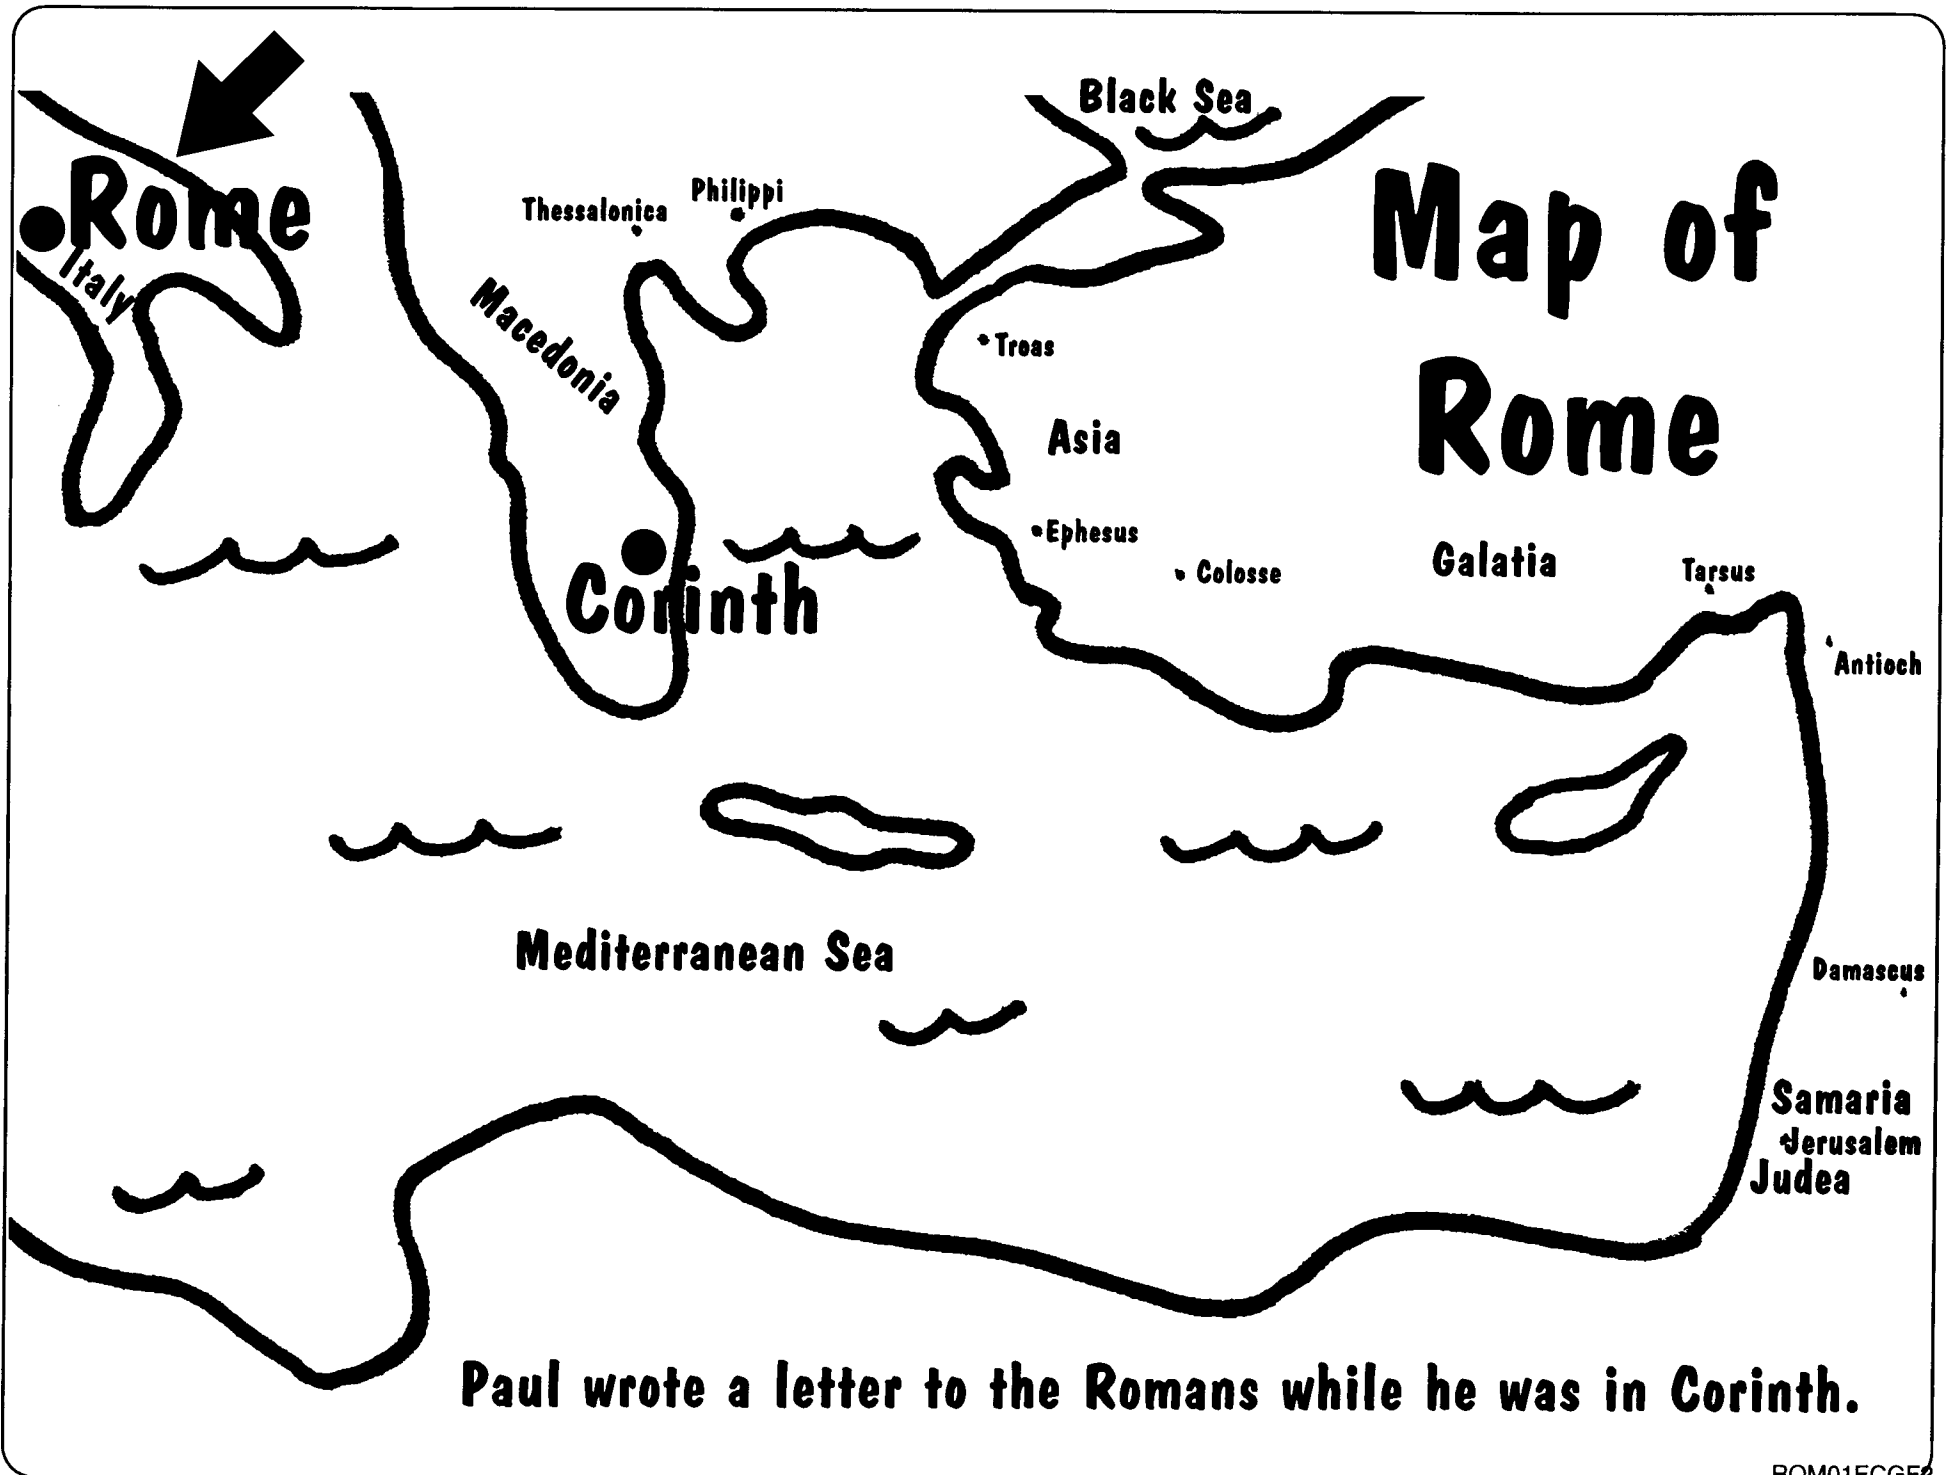 Black Sea
Map of
Rome
Rome
Italy
Philippi
Thessalonica
Macedonia
Troas
Asia
Ephesus
Colosse
Galatia
Tarsus
Antioch
Corinth
Mediterranean Sea
Damascus
Samaria
Jerusalem
Judea
Paul wrote a letter to the Romans while he was in Corinth.